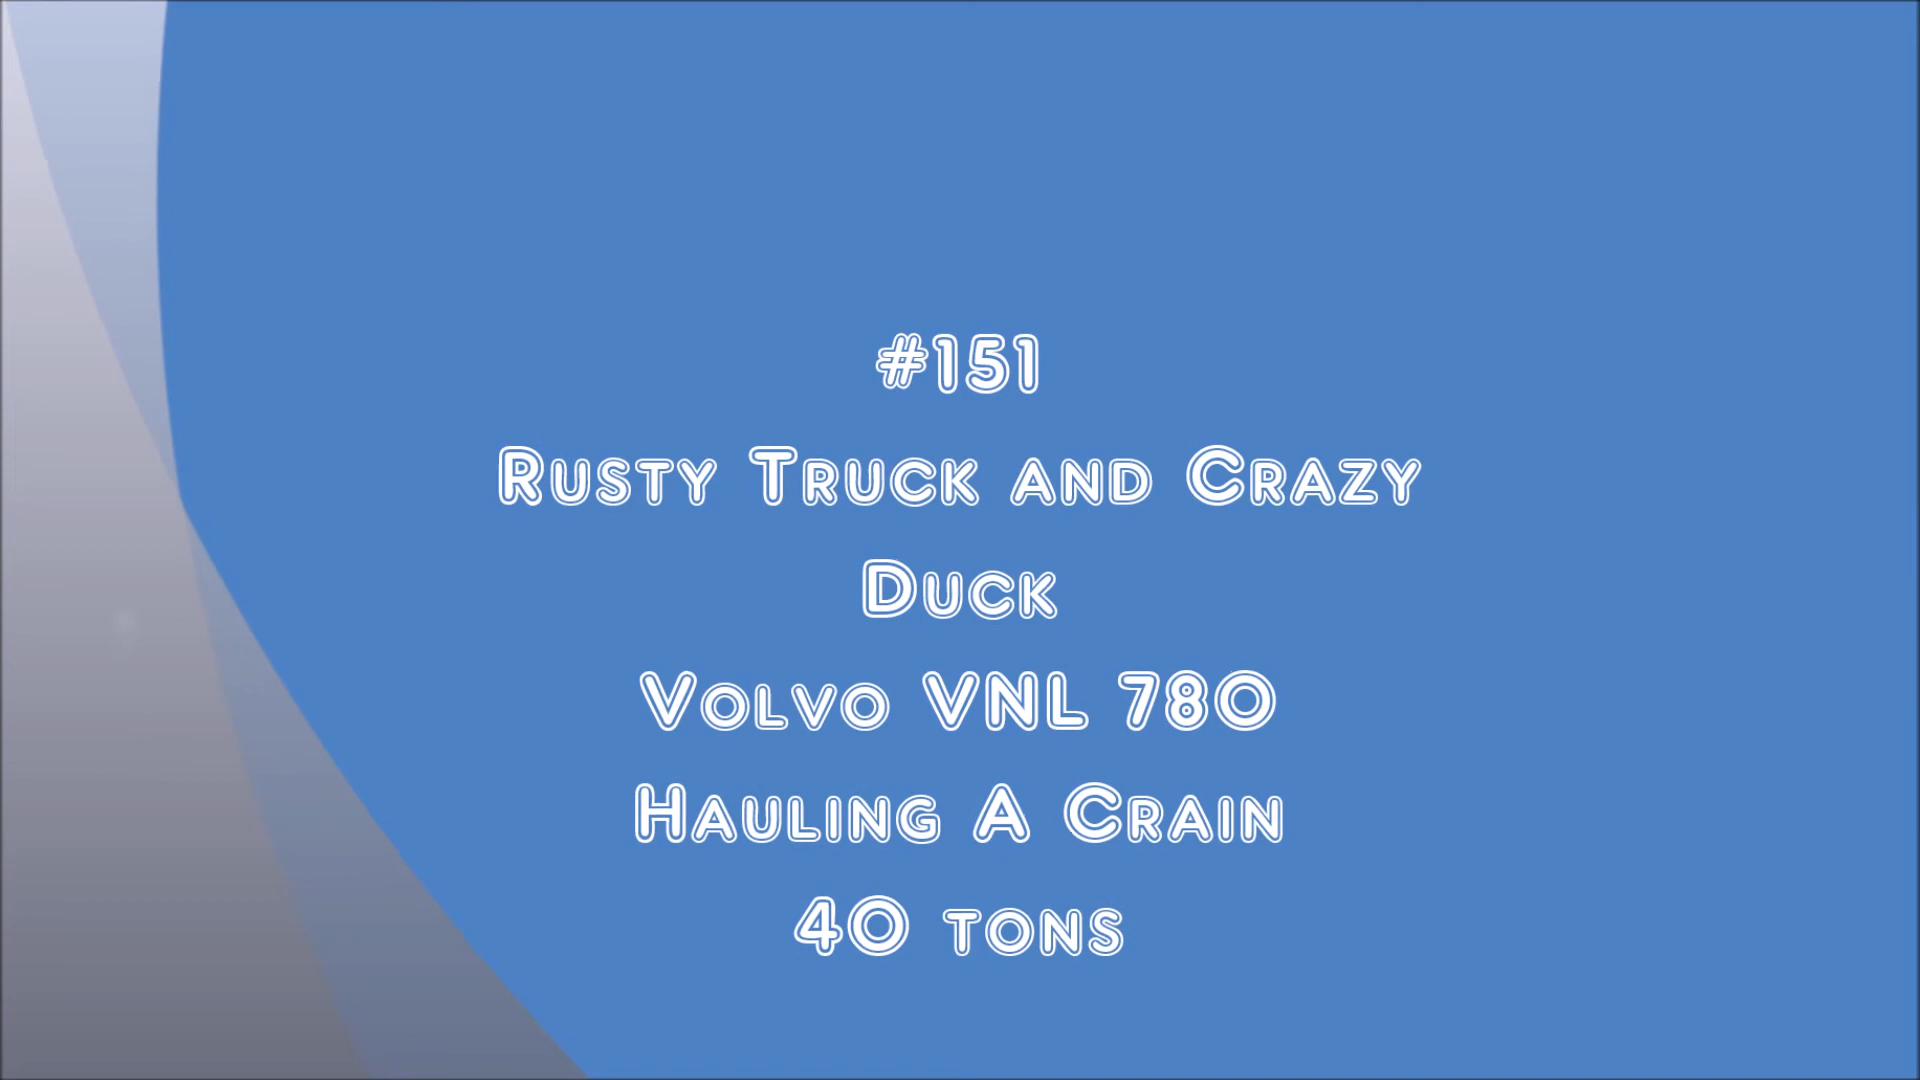 #151
Rusty Truck and Crazy
Duck
Volvo VNL 780
Hauling A Crain
40 tons